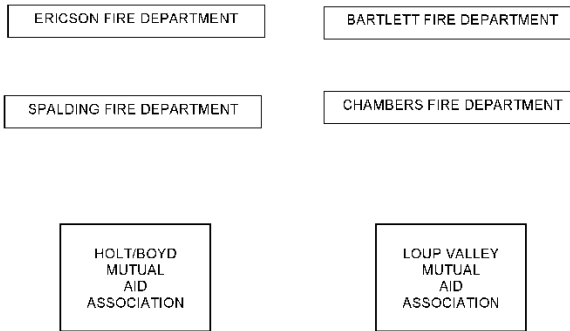 ERICSON FIRE DEPARTMENT
BARTLETT FIRE DEPARTMENT
SPALDING FIRE DEPARTMENT
CHAMBERS FIRE DEPARTMENT
HOLT/BOYD
MUTUAL
AID
ASSOCIATION
LOUP VALLEY
MUTUAL
AID
ASSOCIATION